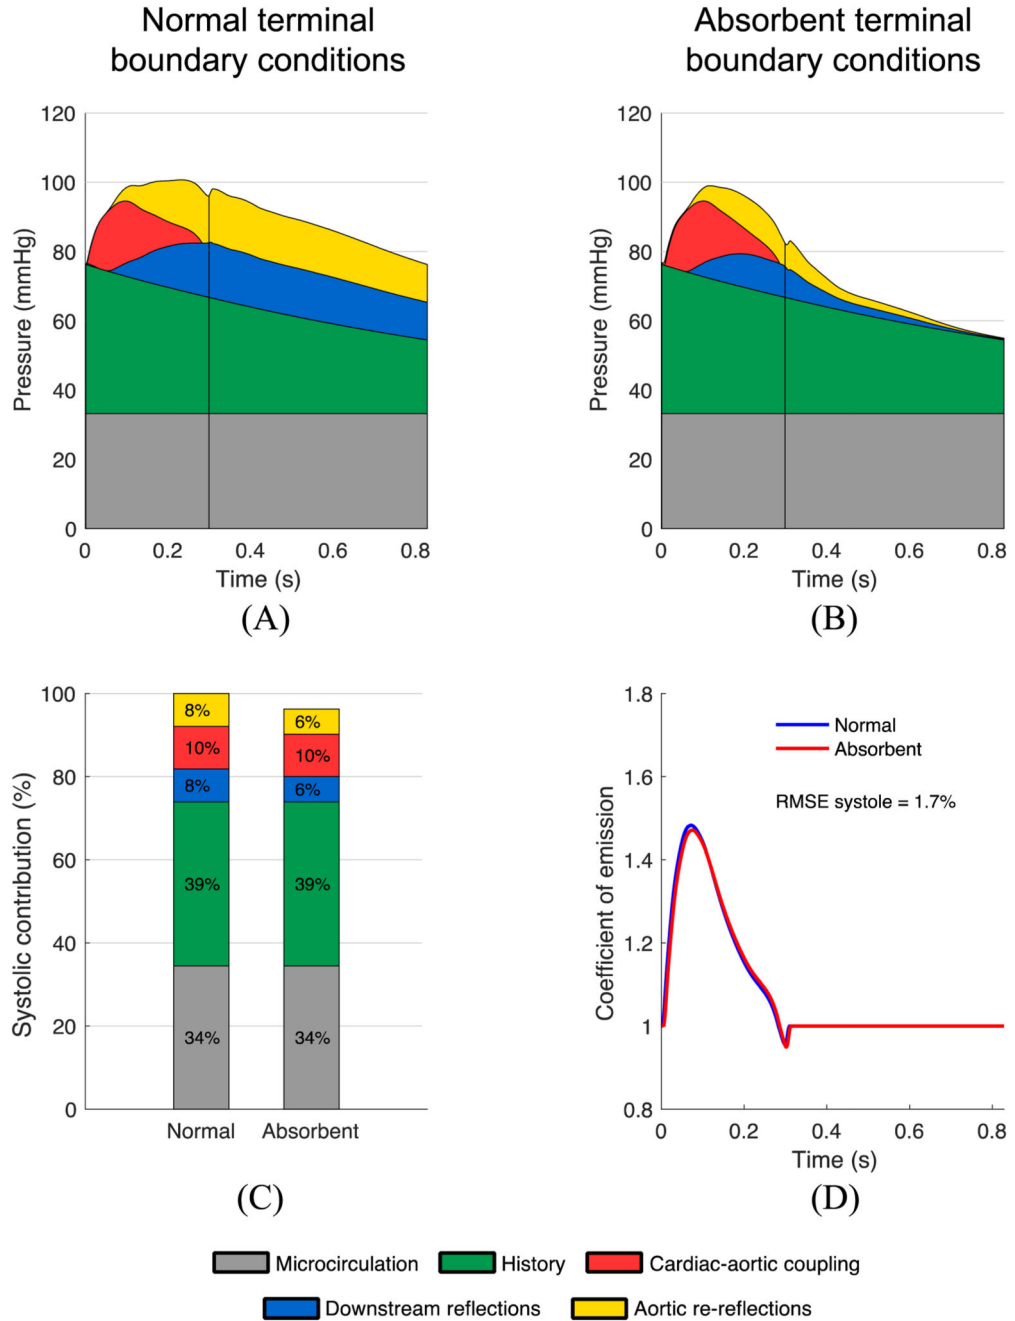 Normal terminal
boundary conditions
Absorbent terminal
boundary conditions
Pressure (mmHg)
120
100
80
60
40
20
0
0 0.2 0.4 0.6 0.8
Time (s)
(A)
Pressure (mmHg)
120
100
80
60
40
20
0
0 0.2 0.4 0.6 0.8
Time (s)
(B)
Systolic contribution (%)
100
80
60
40
20
0
8%
10%
8%
39%
34%
6%
10%
6%
39%
34%
Normal Absorbent
(C)
Coefficient of emission
1.8
1.6
1.4
1.2
1
0.8
Normal
Absorbent
RMSE systole = 1.7%
0 0.2 0.4 0.6 0.8
Time (s)
(D)
Microcirculation History Cardiac-aortic coupling
Downstream reflections Aortic re-reflections